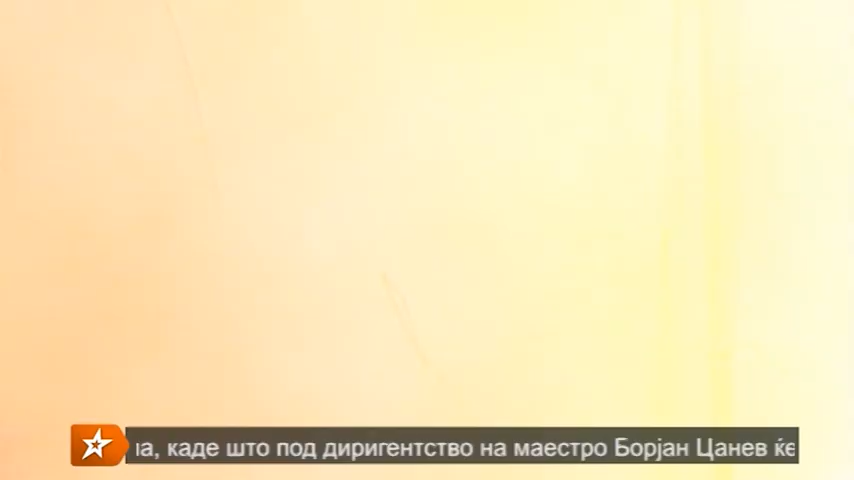 каде што под диригентство на маестро Борјан Цанев ќе